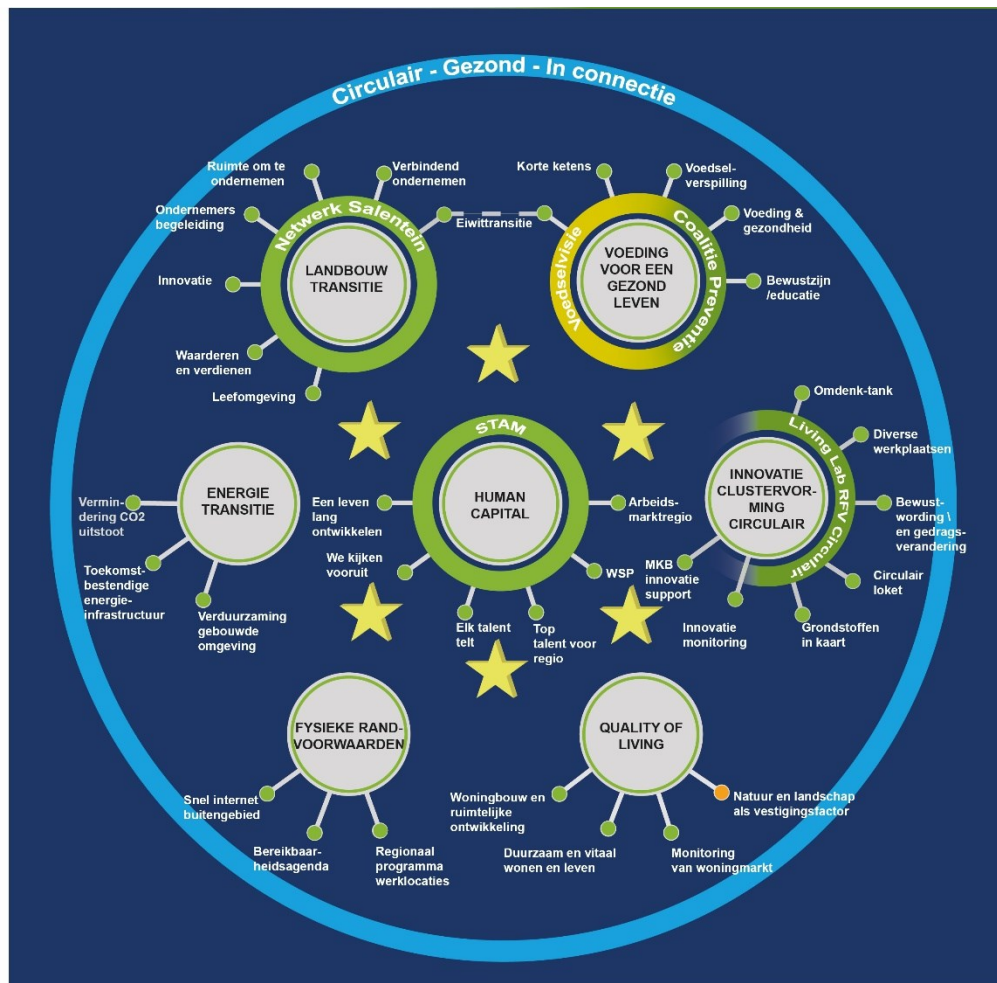 Circulair - Gezond - In connectie
Ruimte om te
ondernemen
Verbindend
ondernemen
Ondernemers
begeleiding
Netwerk Salentein
LANDBOUW
TRANSITIE
Innovatie
Waarderen
en verdienen
Leefomgeving
Eiwittransitie
Korte ketens
Voedsel-
verspilling
Voeding &
gezondheid
Bewustzijn
/educatie
Voedselvisie
Coalitie Preventie
VOEDING
VOOR EEN
GEZOND
LEVEN
ENERGIE
TRANSITIE
Vermin-
dering CO2
uitstoot
Toekomst-
bestendige
energie-
infrastructuur
Verduurzaming
gebouwde
omgeving
STAM
HUMAN
CAPITAL
Een leven
lang
ontwikkelen
We kijken
vooruit
Elk talent
telt
Top
talent voor
regio
WSP
Arbeids-
marktregio
Living Lab RFV Circulair
INNOVATIE
CLUSTERVOR-
MING
CIRCULAIR
Omdenk-tank
Diverse
werkplaatsen
Bewust-
wording \
en gedrags-
verandering
Circulair
loket
Grondstoffen
in kaart
Innovatie
monitoring
MKB
innovatie
support
FYSIEKE RAND-
VOORWAARDEN
Snel internet
buitengebied
Bereikbaar-
heidsagenda
Regionaal
programma
werklocaties
QUALITY OF
LIVING
Woningbouw en
ruimtelijke
ontwikkeling
Duurzaam en vitaal
wonen en leven
Monitoring
van woningmarkt
Natuur en landschap
als vestigingsfactor